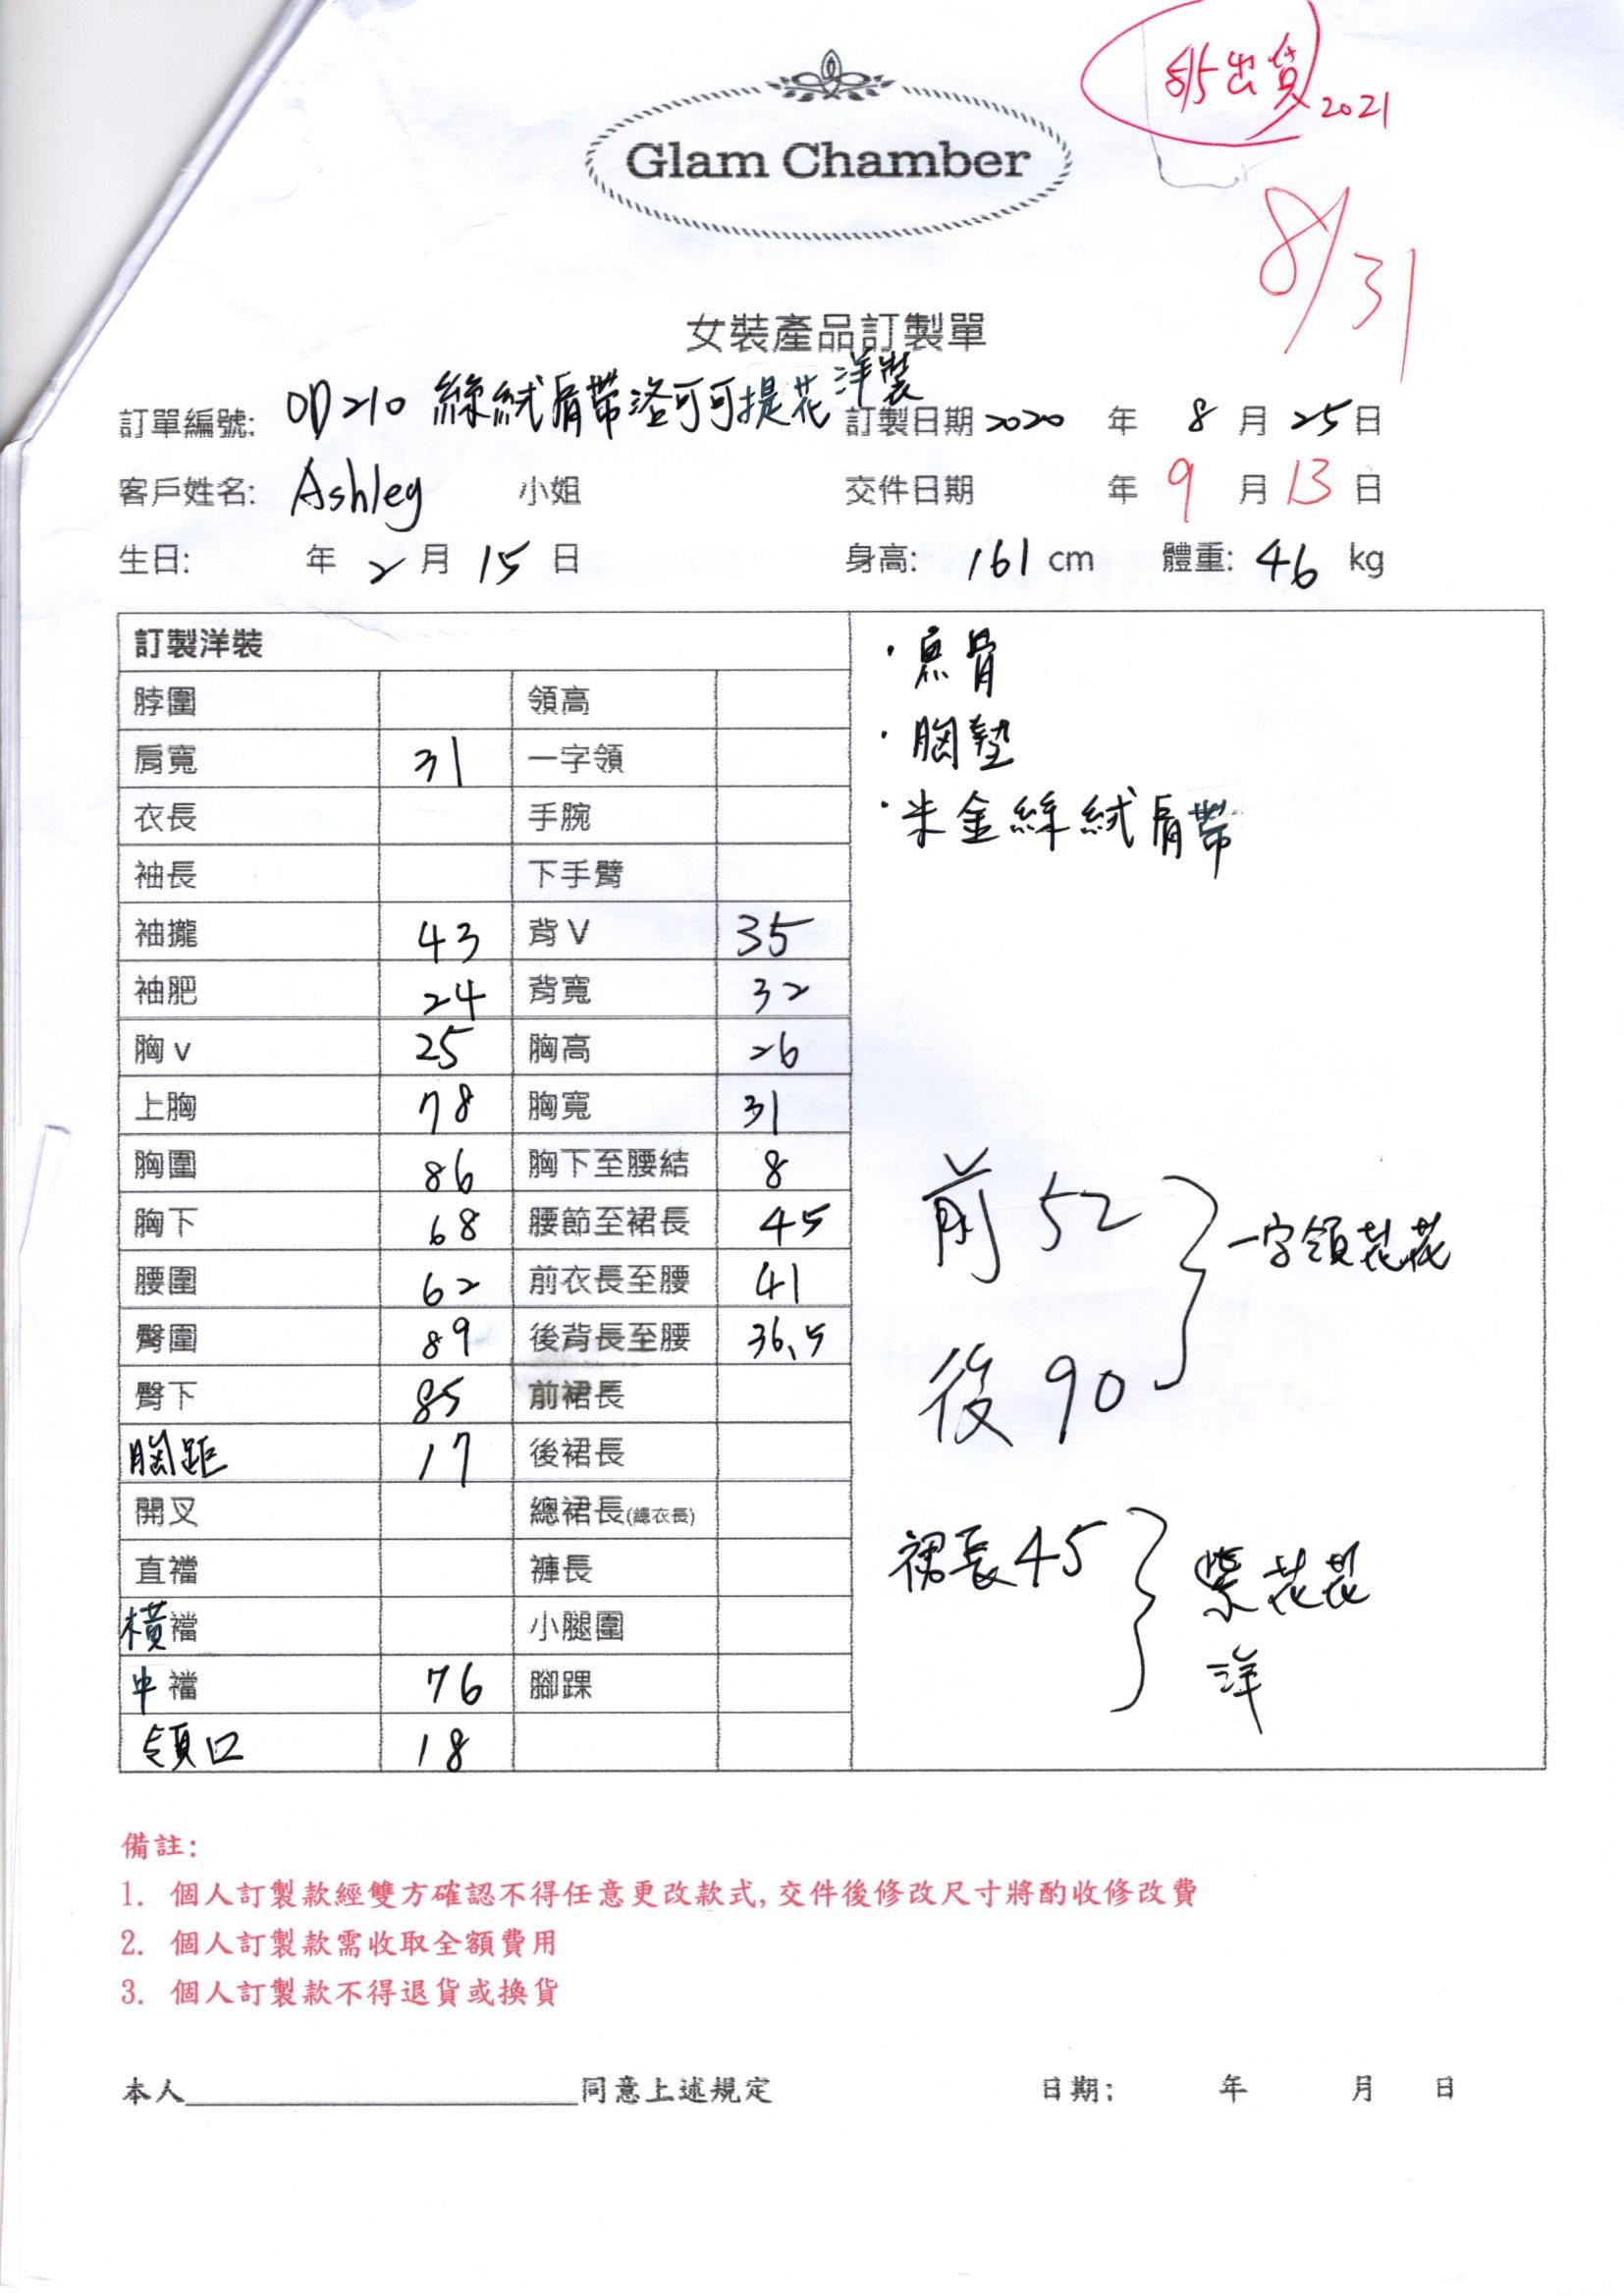 8/5出貨 2021
Glam Chamber
8/31
女裝產品訂製單
訂單編號: OD210 絲絨肩帶洛可可提花洋裝 訂製日期 2020 年 8 月 25 日
客戶姓名: Ashley 小姐 交件日期 年 9 月 13 日
生日: 年 2 月 15 日 身高: 161 cm 體重: 46 kg
訂製洋裝
脖圍 領高
肩寬 31 一字領
衣長 手腕
袖長 下手臂
袖攏 43 背V 35
袖肥 24 背寬 32
胸v 25 胸高 26
上胸 78 胸寬 31
胸圍 86 胸下至腰結 8
胸下 68 腰節至裙長 45
腰圍 62 前衣長至腰 41
臀圍 89 後背長至腰 36.5
臀下 85 前裙長
胸距 17 後裙長
開叉 總裙長(總衣長)
直襠 褲長
橫襠 小腿圍
中襠 76 腳踝
領口 18
·魚骨
·胸墊
·米金絲絨肩帶
前 52
一字領花花
後 90
裙長 45
紫花花
洋
備註:
1. 個人訂製款經雙方確認不得任意更改款式,交件後修改尺寸將酌收修改費
2. 個人訂製款需收取全額費用
3. 個人訂製款不得退貨或換貨
本人____________________同意上述規定 日期: 年 月 日